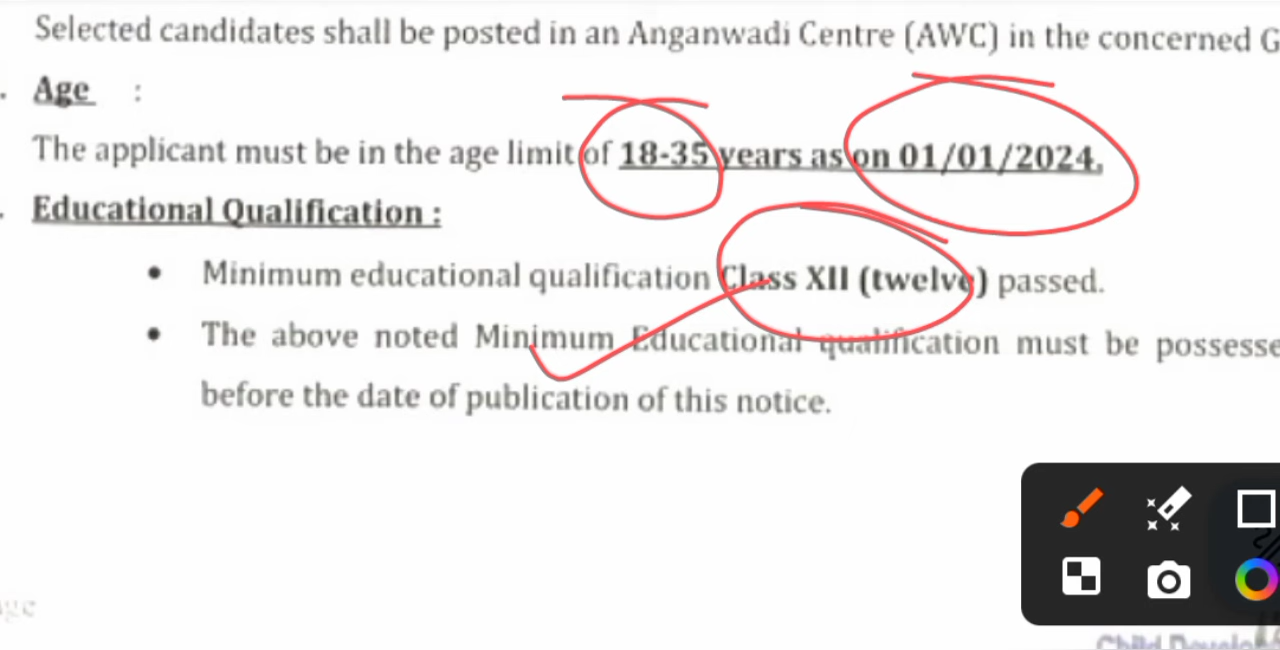 Selected candidates shall be posted in an Anganwadi Centre (AWC) in the concerned G
. Age :
The applicant must be in the age limit of 18-35 years as on 01/01/2024.
. Educational Qualification :
• Minimum educational qualification Class XII (twelve) passed.
• The above noted Minimum Educational qualification must be possesse
before the date of publication of this notice.
Child Develop